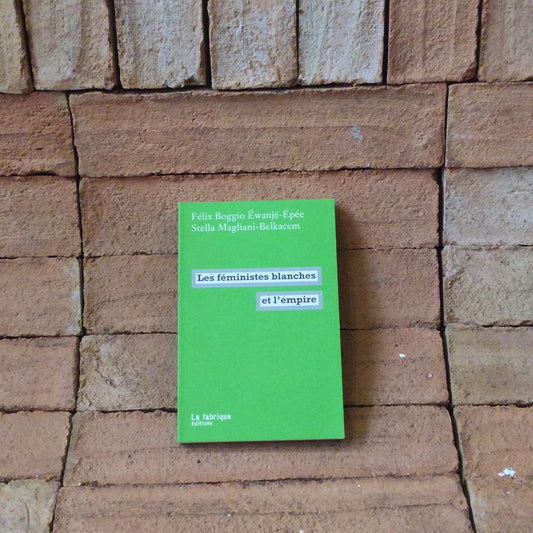 Félix Boggio Éwanjé-Épée
Stella Magliani-Belkacem
Les féministes blanches
et l'empire
La fabrique
éditions